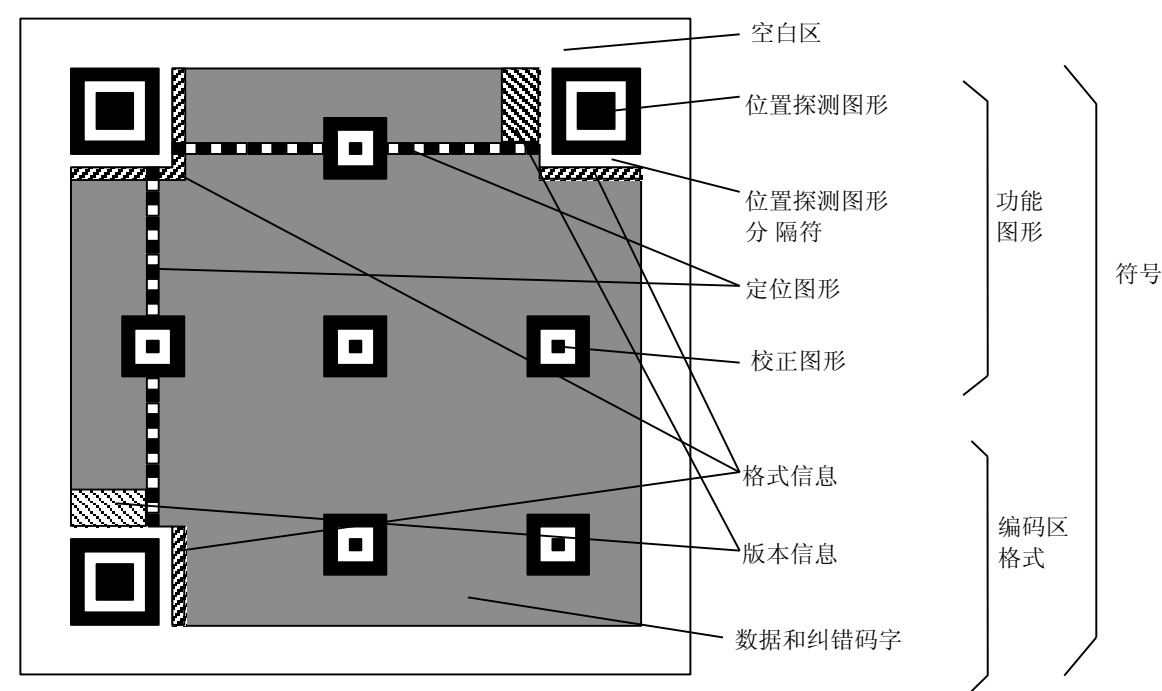 空白区
位置探测图形
位置探测图形
分 隔符
定位图形
校正图形
格式信息
版本信息
数据和纠错码字
功能
图形
编码区
格式
符号